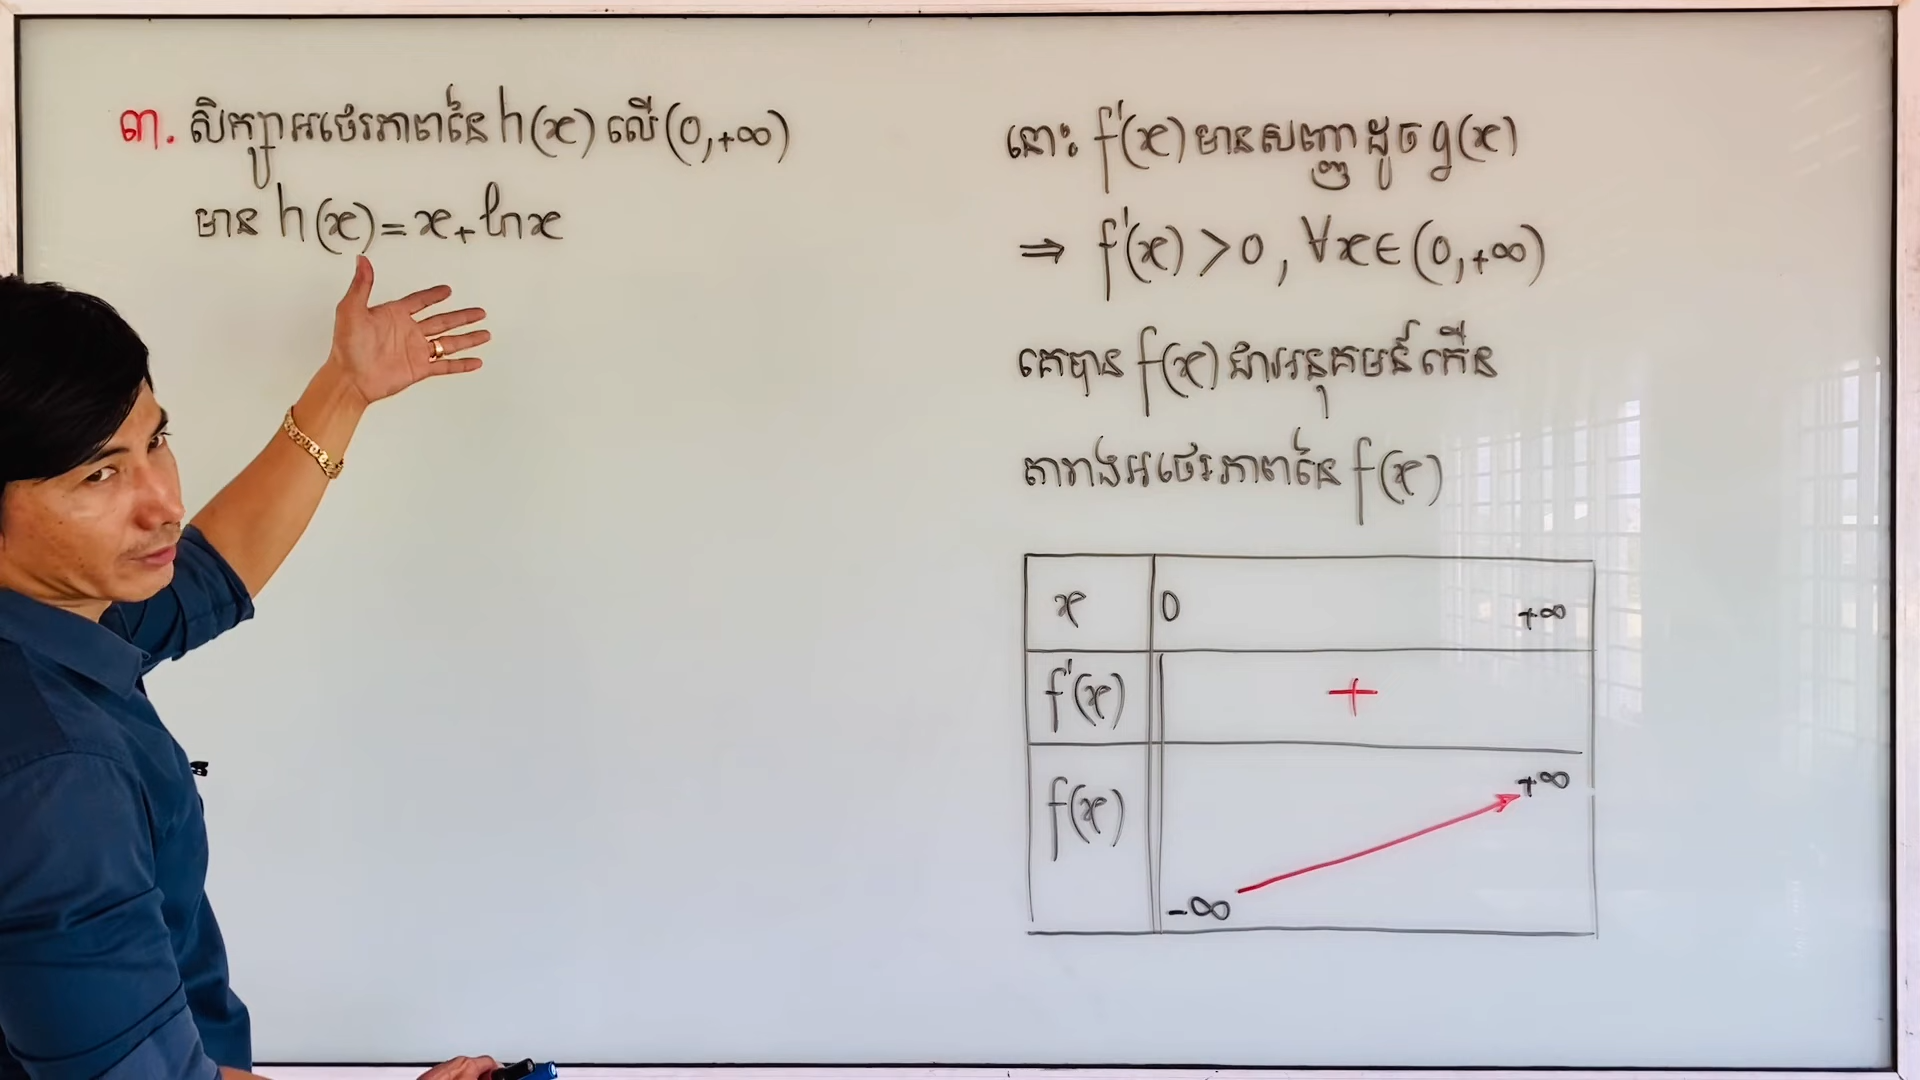 ៣. សិក្សាអថេរភាពនៃ h(x) លើ (0,+∞)
មាន h(x) = x + ln x
នោះ f'(x) មានសញ្ញាដូច g(x)
⇒ f'(x) > 0, ∀x ∈ (0,+∞)
គេបាន f(x) ជាអនុគមន៍កើន
តារាងអថេរភាពនៃ f(x)
x 0 +∞
f'(x) +
f(x) -∞ +∞